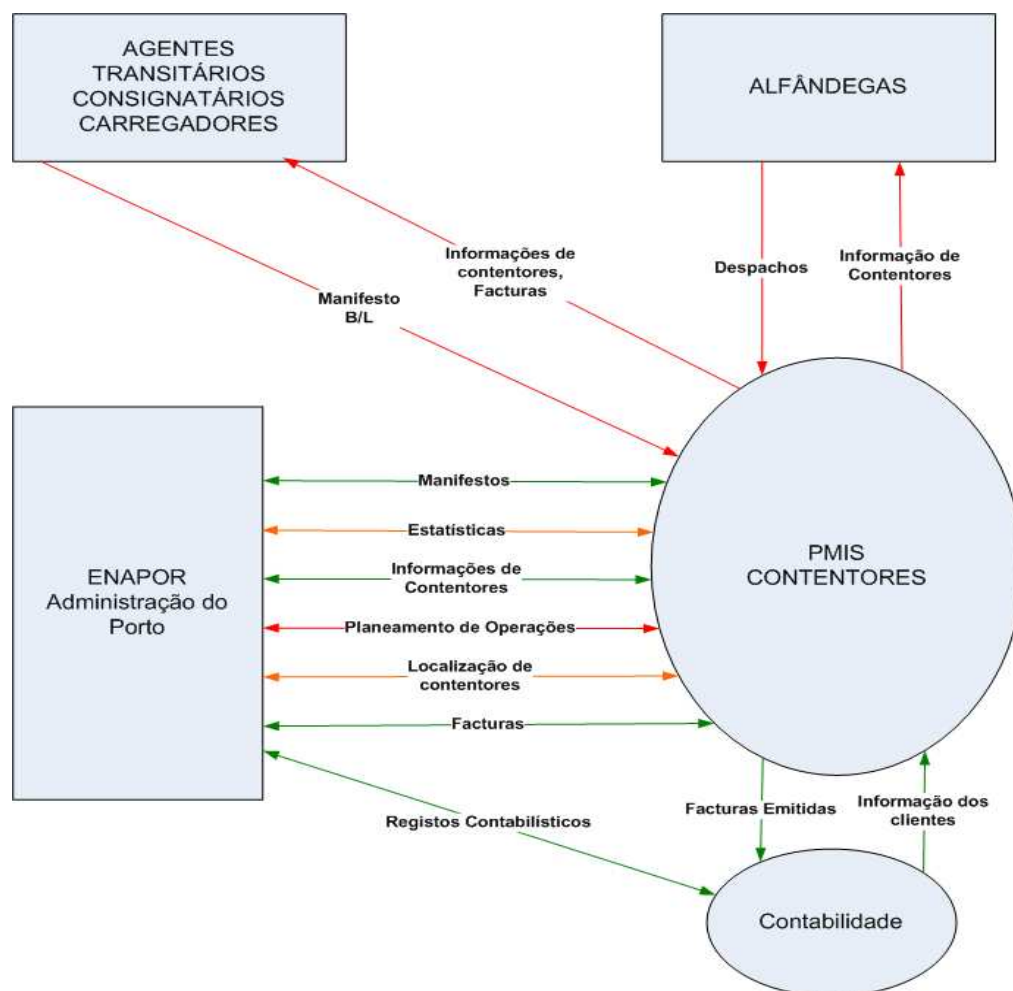 AGENTES
TRANSITÁRIOS
CONSIGNATÁRIOS
CARREGADORES
ALFÂNDEGAS
Informações de
contentores,
Facturas
Despachos
Informação de
Contentores
Manifesto
B/L
Manifestos
Estatísticas
Informações de
Contentores
Planeamento de Operações
Localização de
contentores
Facturas
ENAPOR
Administração do
Porto
PMIS
CONTENTORES
Registos Contabilísticos
Facturas Emitidas
Informação dos
clientes
Contabilidade